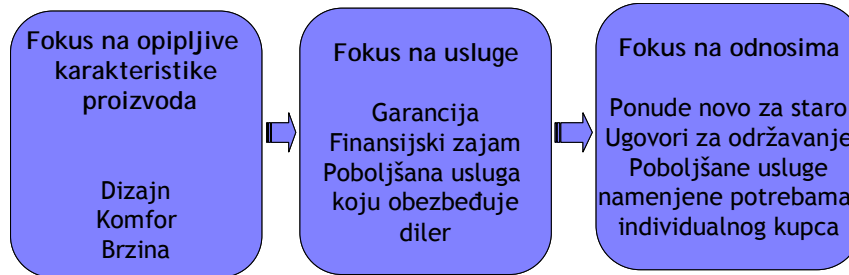 Fokus na opipljive
karakteristike
proizvoda
Dizajn
Komfor
Brzina
Fokus na usluge
Garancija
Finansijski zajam
Poboljšana usluga
koju obezbeđuje
diler
Fokus na odnosima
Ponude novo za staro
Ugovori za održavanje
Poboljšane usluge
namenjene potrebama
individualnog kupca